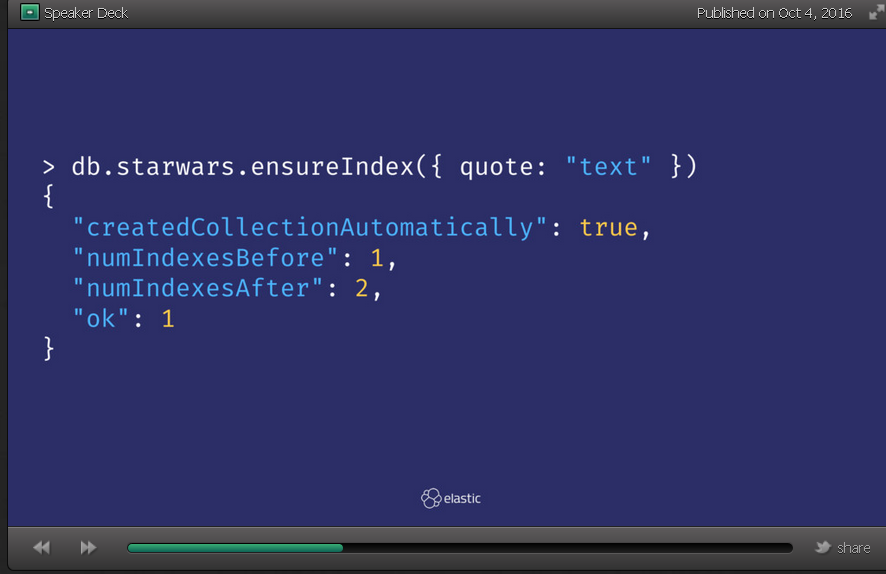 Speaker Deck
Published on Oct 4, 2016
> db.starwars.ensureIndex({ quote: "text" })
{
  "createdCollectionAutomatically": true,
  "numIndexesBefore": 1,
  "numIndexesAfter": 2,
  "ok": 1
}
elastic
share